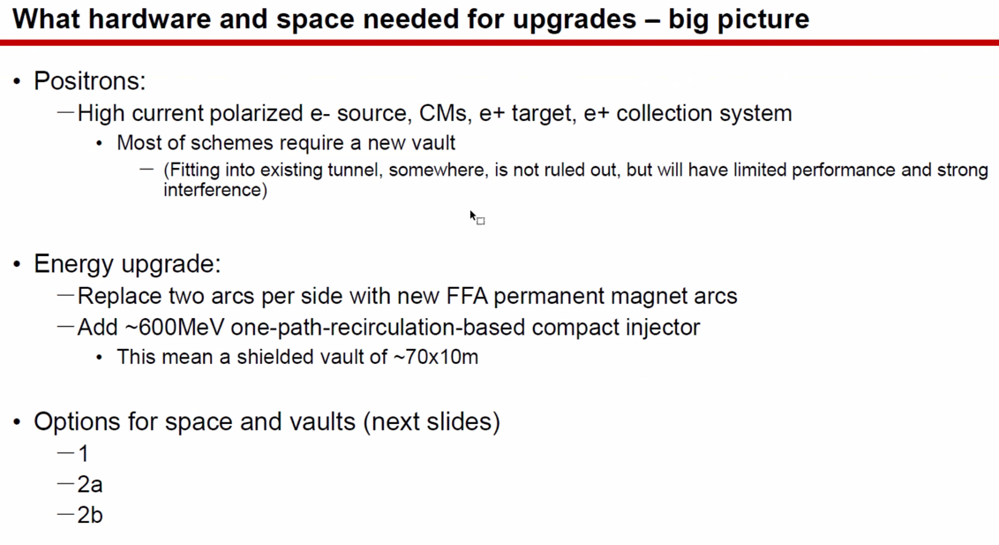 What hardware and space needed for upgrades – big picture
• Positrons:
—High current polarized e- source, CMs, e+ target, e+ collection system
• Most of schemes require a new vault
— (Fitting into existing tunnel, somewhere, is not ruled out, but will have limited performance and strong
interference)
• Energy upgrade:
—Replace two arcs per side with new FFA permanent magnet arcs
—Add ~600MeV one-path-recirculation-based compact injector
• This mean a shielded vault of ~70x10m
• Options for space and vaults (next slides)
—1
—2a
—2b